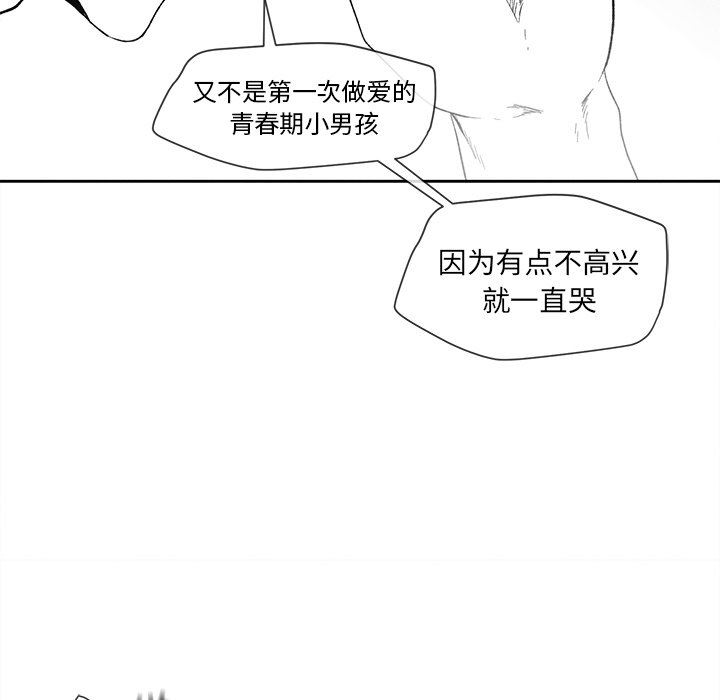 又不是第一次做爱的
青春期小男孩
因为有点不高兴
就一直哭